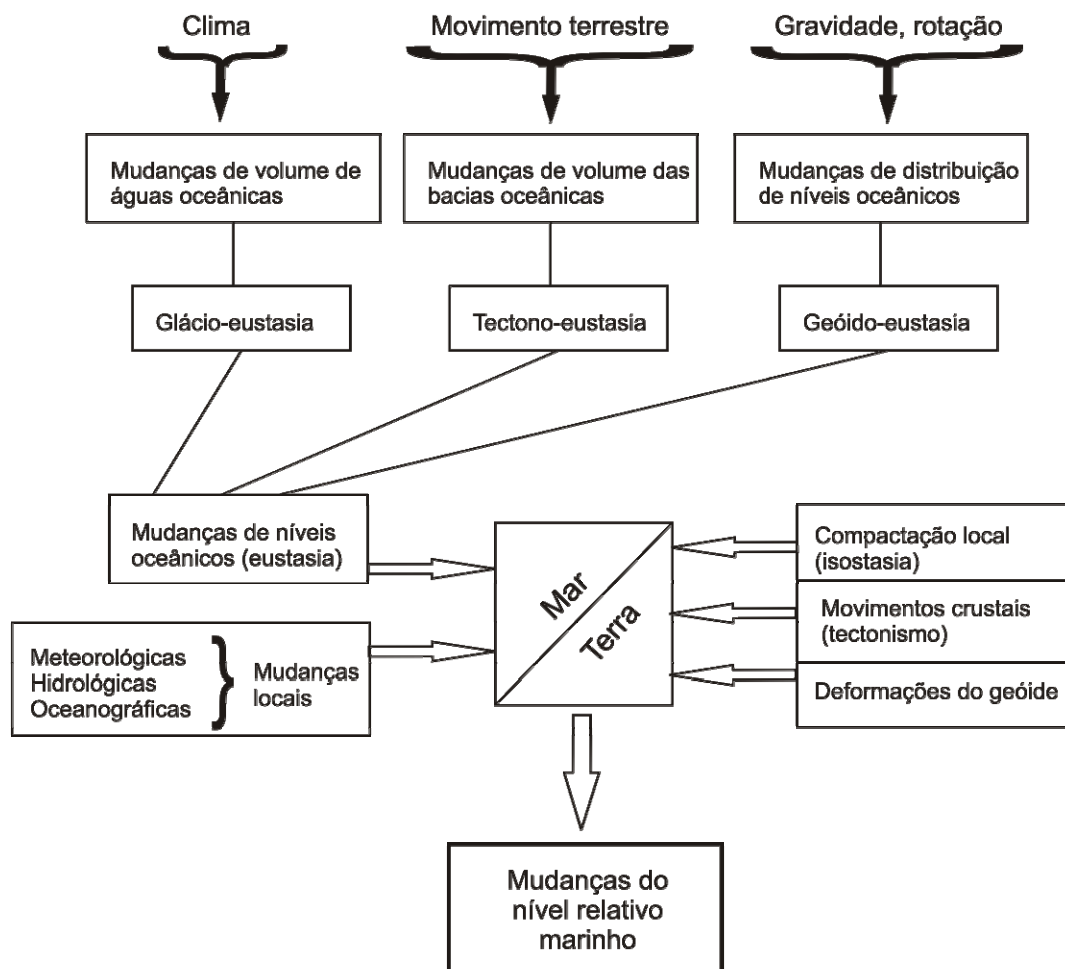 Clima
Movimento terrestre
Gravidade, rotação
Mudanças de volume de
águas oceânicas
Mudanças de volume das
bacias oceânicas
Mudanças de distribuição
de níveis oceânicos
Glácio-eustasia
Tectono-eustasia
Geóido-eustasia
Mudanças de níveis
oceânicos (eustasia)
Meteorológicas
Hidrológicas
Oceanográficas
Mudanças
locais
Mar
Terra
Compactação local
(isostasia)
Movimentos crustais
(tectonismo)
Deformações do geóide
Mudanças do
nível relativo
marinho